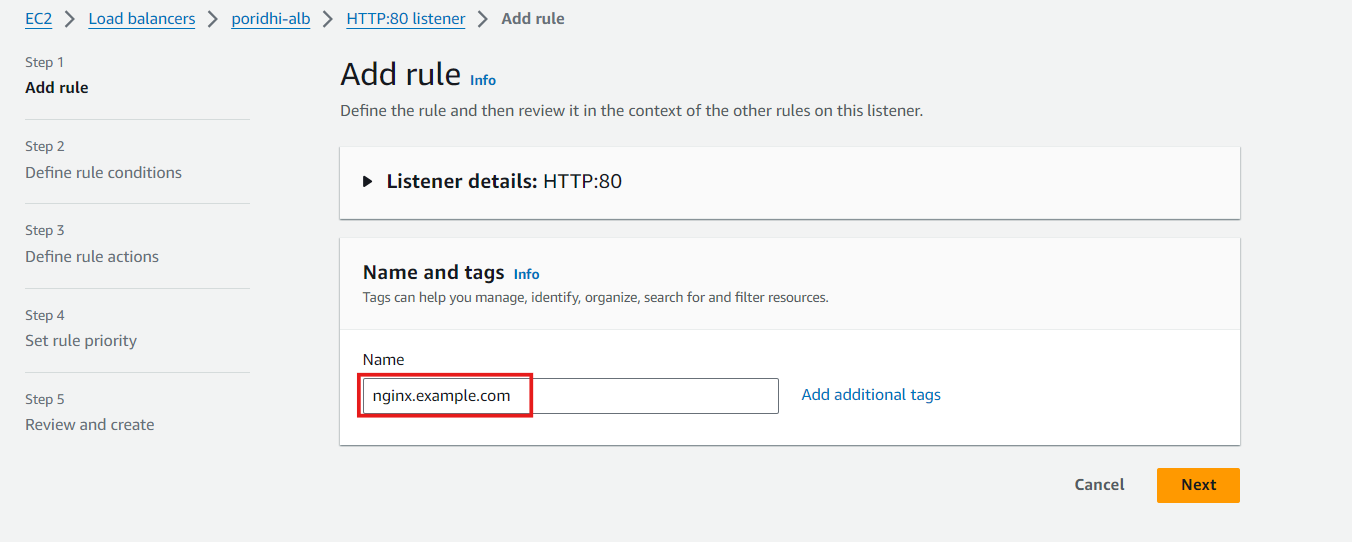 EC2 > Load balancers > poridhi-alb > HTTP:80 listener > Add rule
Step 1
Add rule
Step 2
Define rule conditions
Step 3
Define rule actions
Step 4
Set rule priority
Step 5
Review and create
Add rule Info
Define the rule and then review it in the context of the other rules on this listener.
Listener details: HTTP:80
Name and tags Info
Tags can help you manage, identify, organize, search for and filter resources.
Name
nginx.example.com
Add additional tags
Cancel
Next